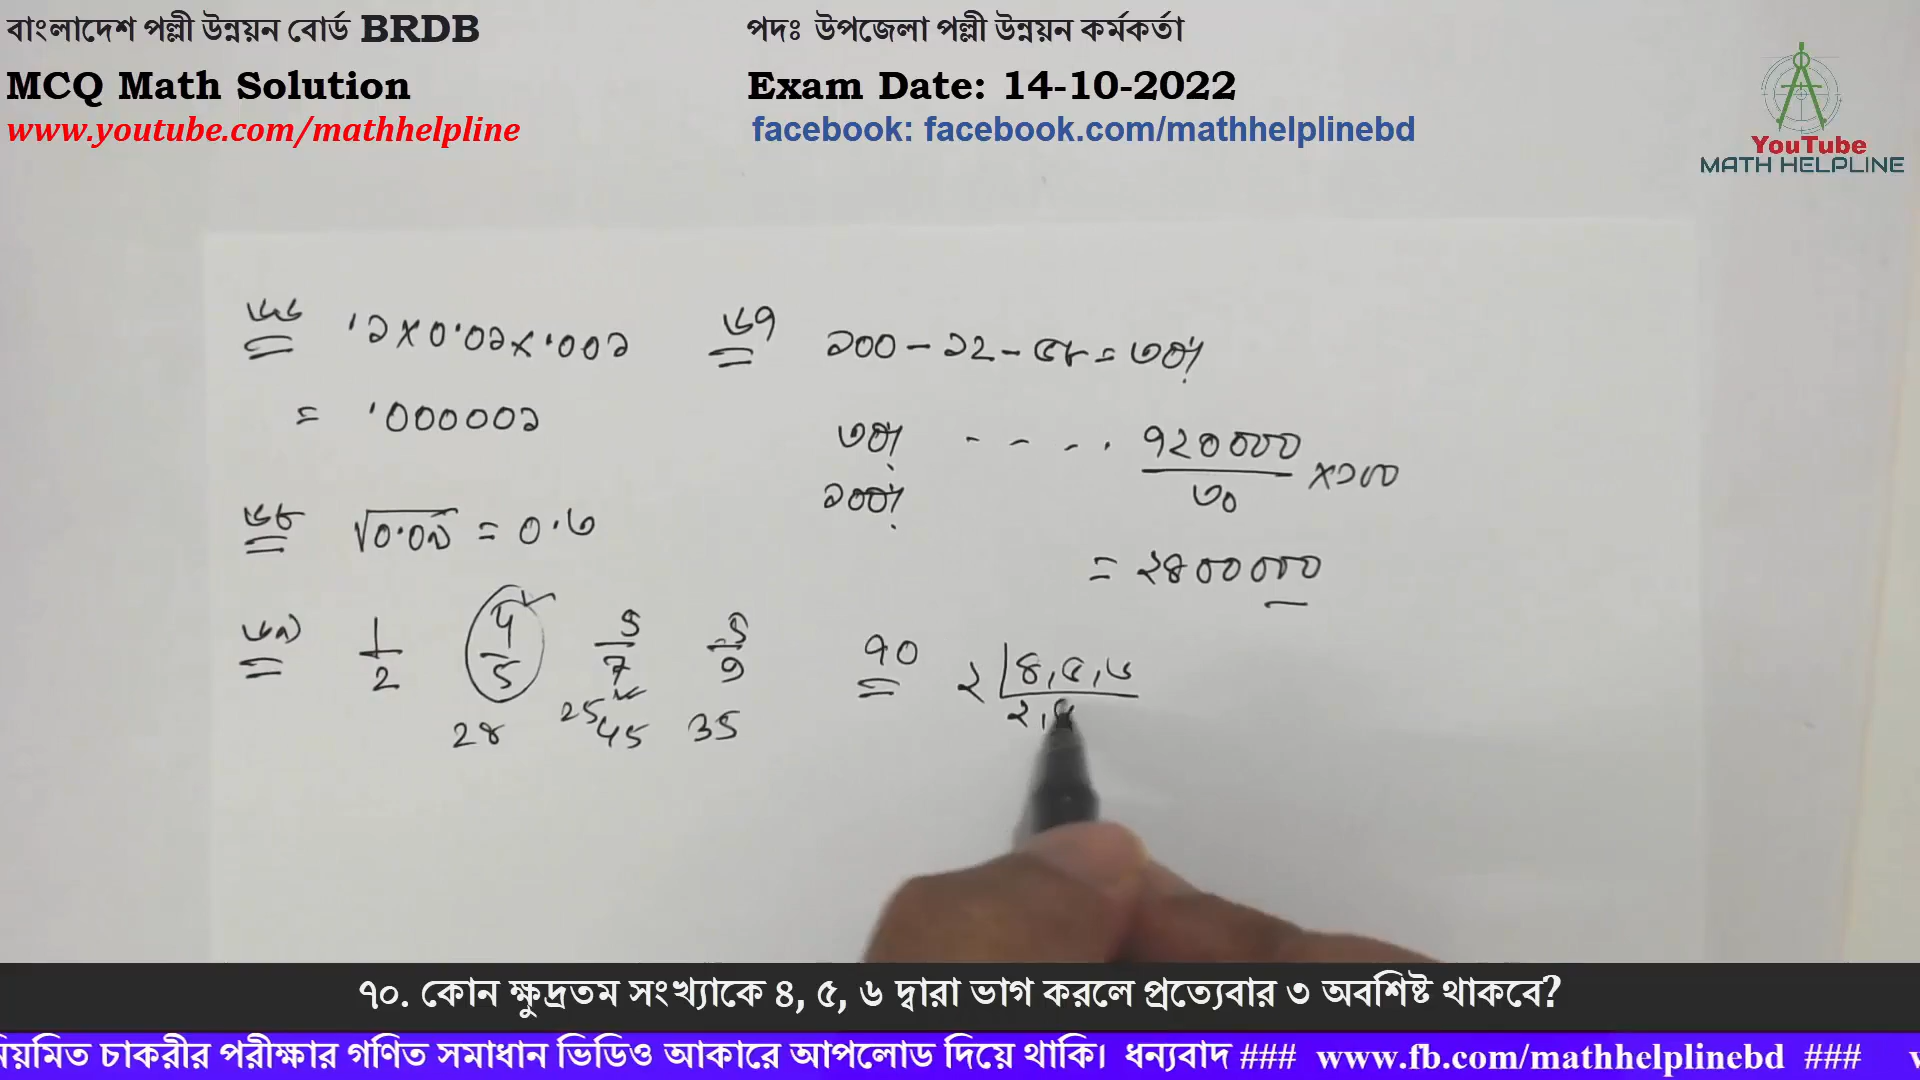 বাংলাদেশ পল্লী উন্নয়ন বোর্ড BRDB
পদঃ উপজেলা পল্লী উন্নয়ন কর্মকর্তা
MCQ Math Solution
Exam Date: 14-10-2022
www.youtube.com/mathhelpline
facebook: facebook.com/mathhelplinebd
YouTube
MATH HELPLINE
৬৬ .১×০.০১×.০০১
= .০০০০০১
৬৭ ১০০ - ১২ - ৫৮ = ৩০%
৩০% - - - - ৭২০০০০/৩০ ×১০০
১০০%
= ২৪০০০০০
৬৮ √০.০৯ = ০.৩
৬৯ 1/2 4/5 5/7 5/9
28 25 45 35
৭০ ২ ৪,৫,৬
২,৫
৭০. কোন ক্ষুদ্রতম সংখ্যাকে ৪, ৫, ৬ দ্বারা ভাগ করলে প্রত্যেবার ৩ অবশিষ্ট থাকবে?
নিয়মিত চাকরীর পরীক্ষার গণিত সমাধান ভিডিও আকারে আপলোড দিয়ে থাকি। ধন্যবাদ ### www.fb.com/mathhelplinebd ###